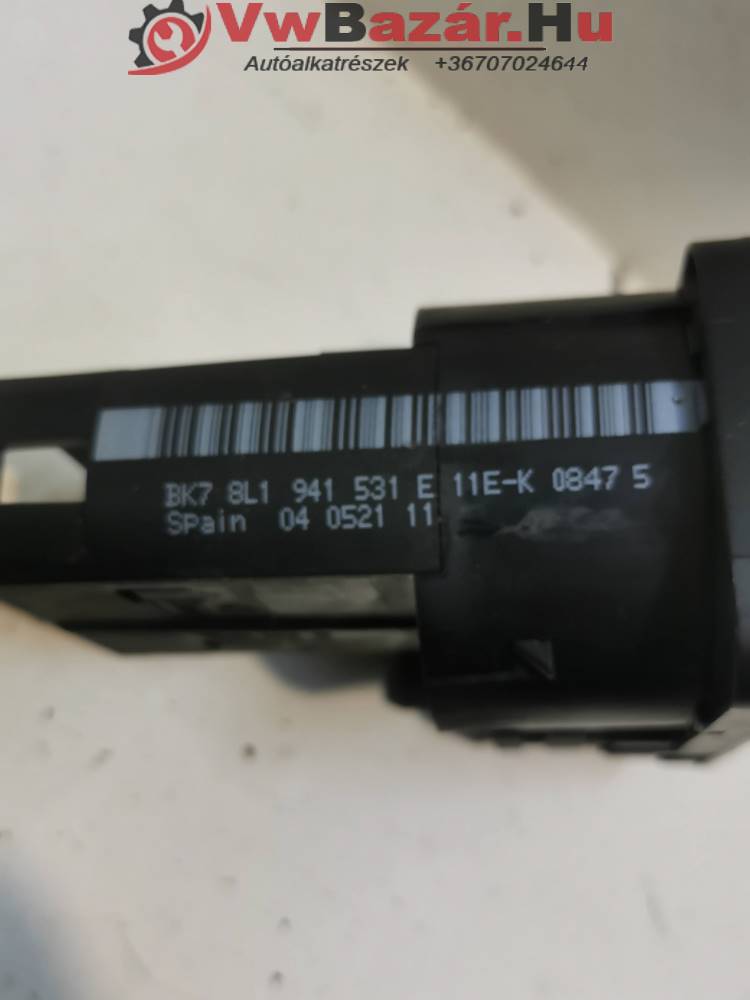 VwBazár.Hu
Autóalkatrészek +36707024644
BK7 8L1 941 531 E 11E-K 0847 5
SPain 04 0521 11